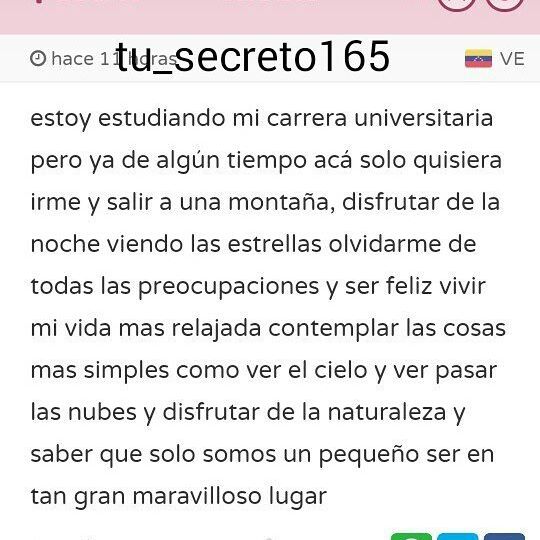 hace 11 horas
tu_secreto165
VE
estoy estudiando mi carrera universitaria
pero ya de algún tiempo acá solo quisiera
irme y salir a una montaña, disfrutar de la
noche viendo las estrellas olvidarme de
todas las preocupaciones y ser feliz vivir
mi vida mas relajada contemplar las cosas
mas simples como ver el cielo y ver pasar
las nubes y disfrutar de la naturaleza y
saber que solo somos un pequeño ser en
tan gran maravilloso lugar